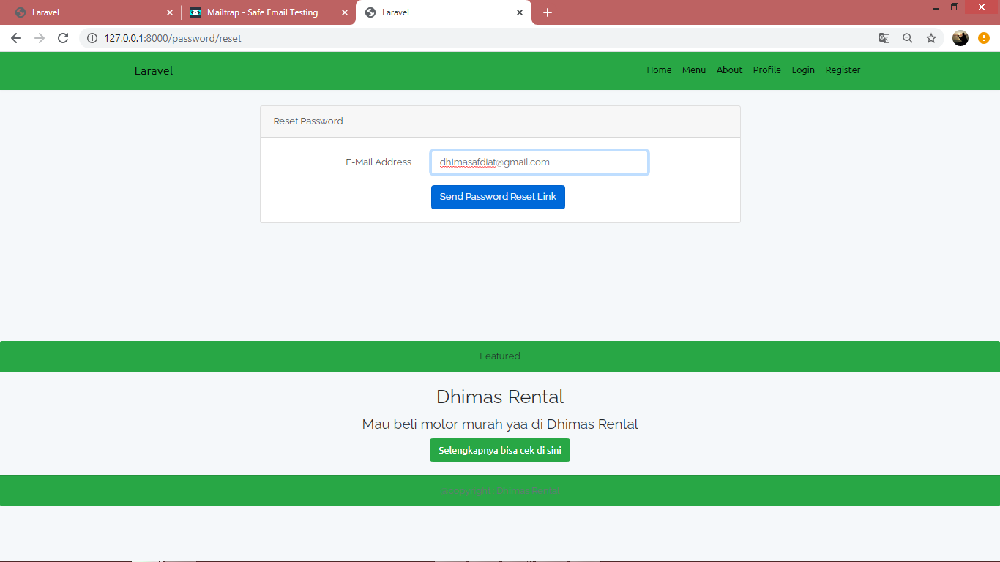 Laravel
Mailtrap - Safe Email Testing
Laravel
127.0.0.1:8000/password/reset
Laravel
Home Menu About Profile Login Register
Reset Password
E-Mail Address
dhimasafdiat@gmail.com
Send Password Reset Link
Featured
Dhimas Rental
Mau beli motor murah yaa di Dhimas Rental
Selengkapnya bisa cek di sini
Dhimas Rental